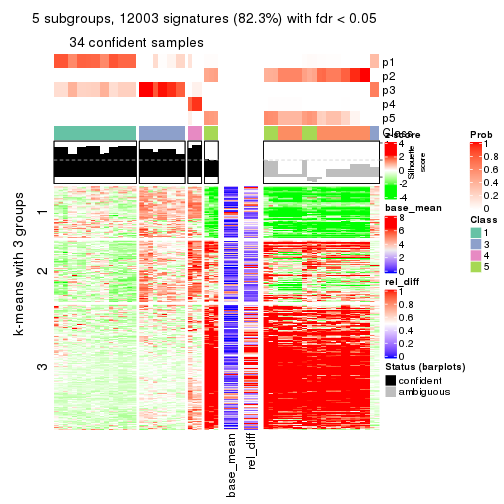 5 subgroups, 12003 signatures (82.3%) with fdr < 0.05
34 confident samples
p1
p2
p3
p4
p5
Class
z-score
4
2
0
-2
-4
Silhouette
score
Prob
1
0.8
0.6
0.4
0.2
0
Class
1
3
4
5
base_mean
8
6
4
2
0
rel_diff
1
0.8
0.6
0.4
0.2
0
Status (barplots)
confident
ambiguous
k-means with 3 groups
1
2
3
base_mean
rel_diff